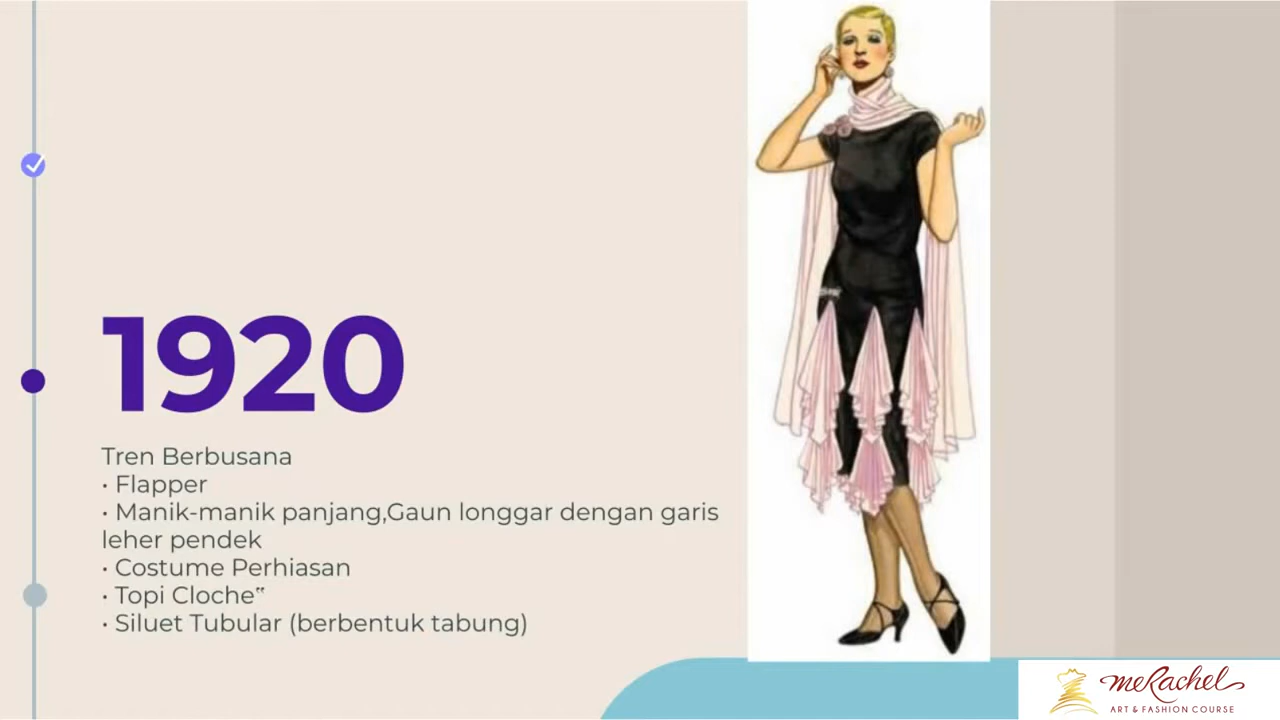 1920
Tren Berbusana
• Flapper
• Manik-manik panjang,Gaun longgar dengan garis
leher pendek
• Costume Perhiasan
• Topi Cloche‟
• Siluet Tubular (berbentuk tabung)
meRachel
ART & FASHION COURSE